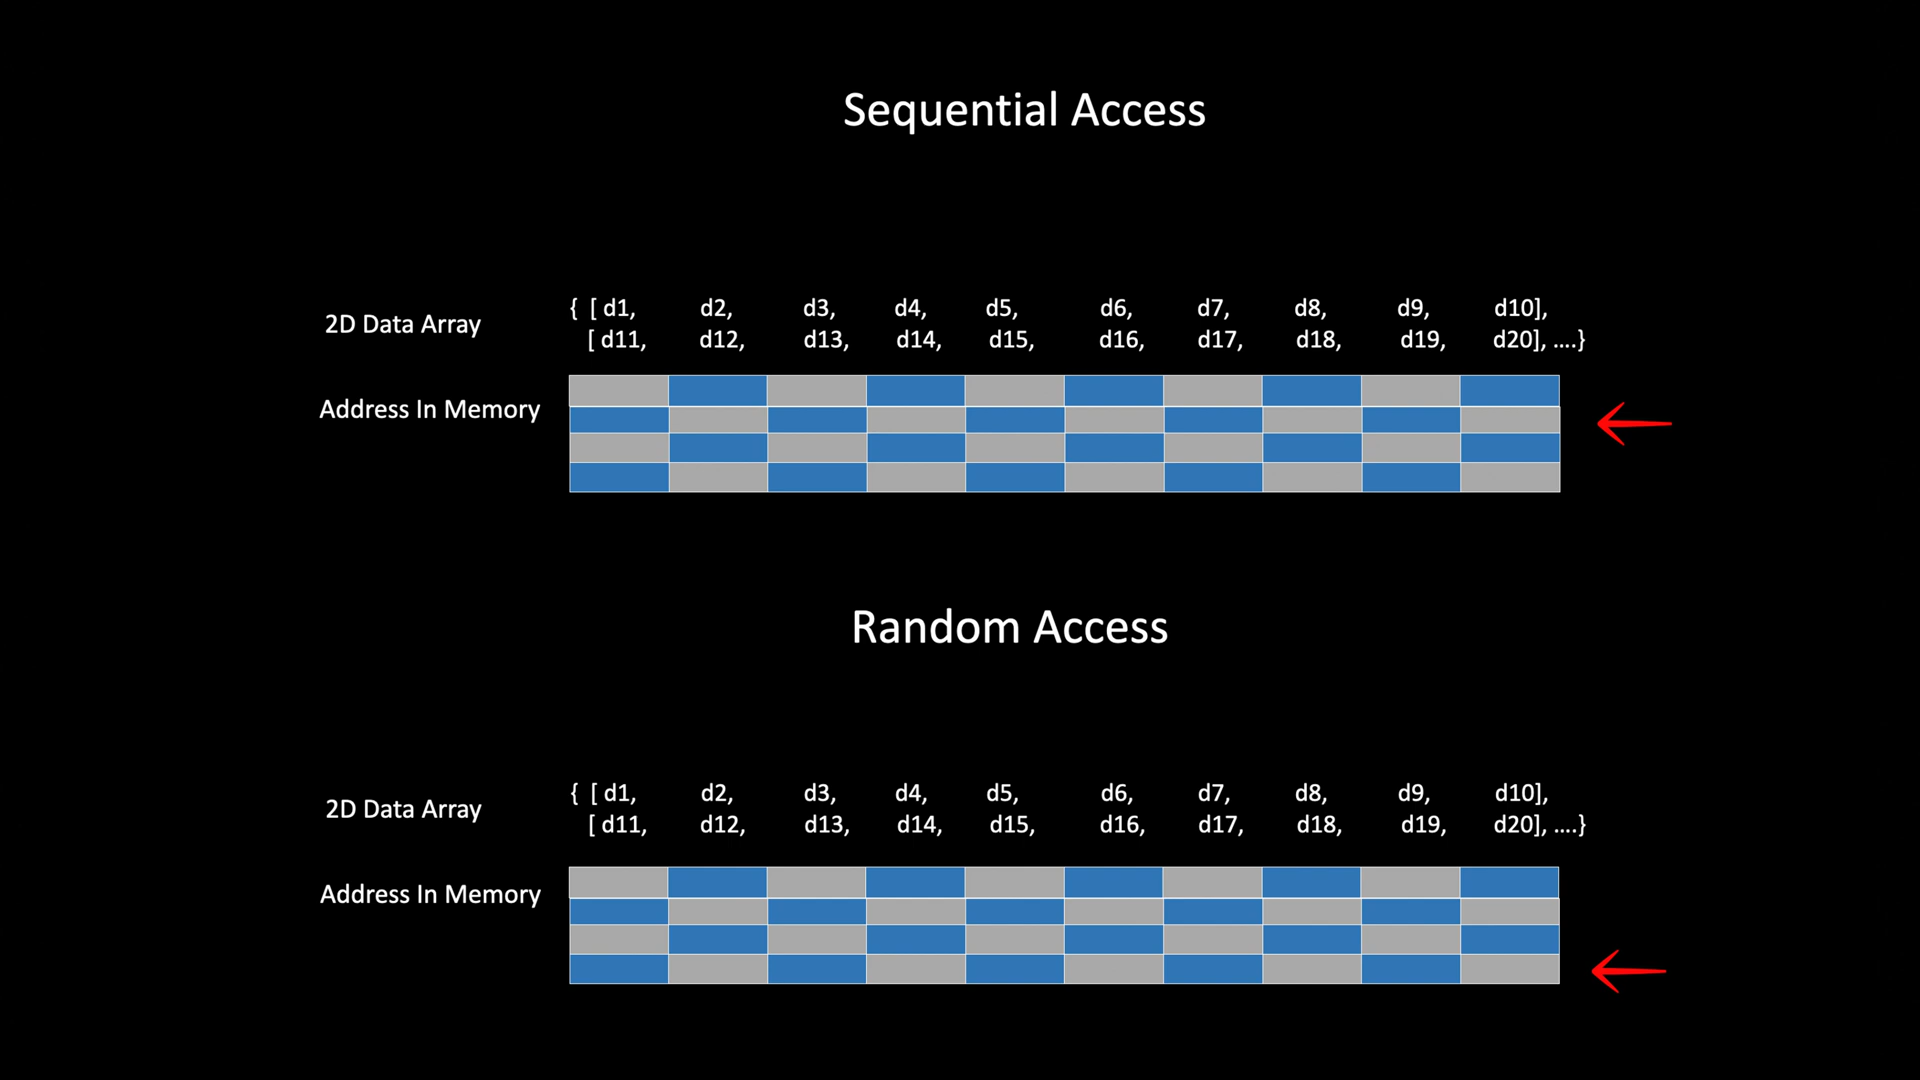 Sequential Access
2D Data Array
{ [ d1, d2, d3, d4, d5, d6, d7, d8, d9, d10],
[ d11, d12, d13, d14, d15, d16, d17, d18, d19, d20], ....}
Address In Memory
Random Access
2D Data Array
{ [ d1, d2, d3, d4, d5, d6, d7, d8, d9, d10],
[ d11, d12, d13, d14, d15, d16, d17, d18, d19, d20], ....}
Address In Memory